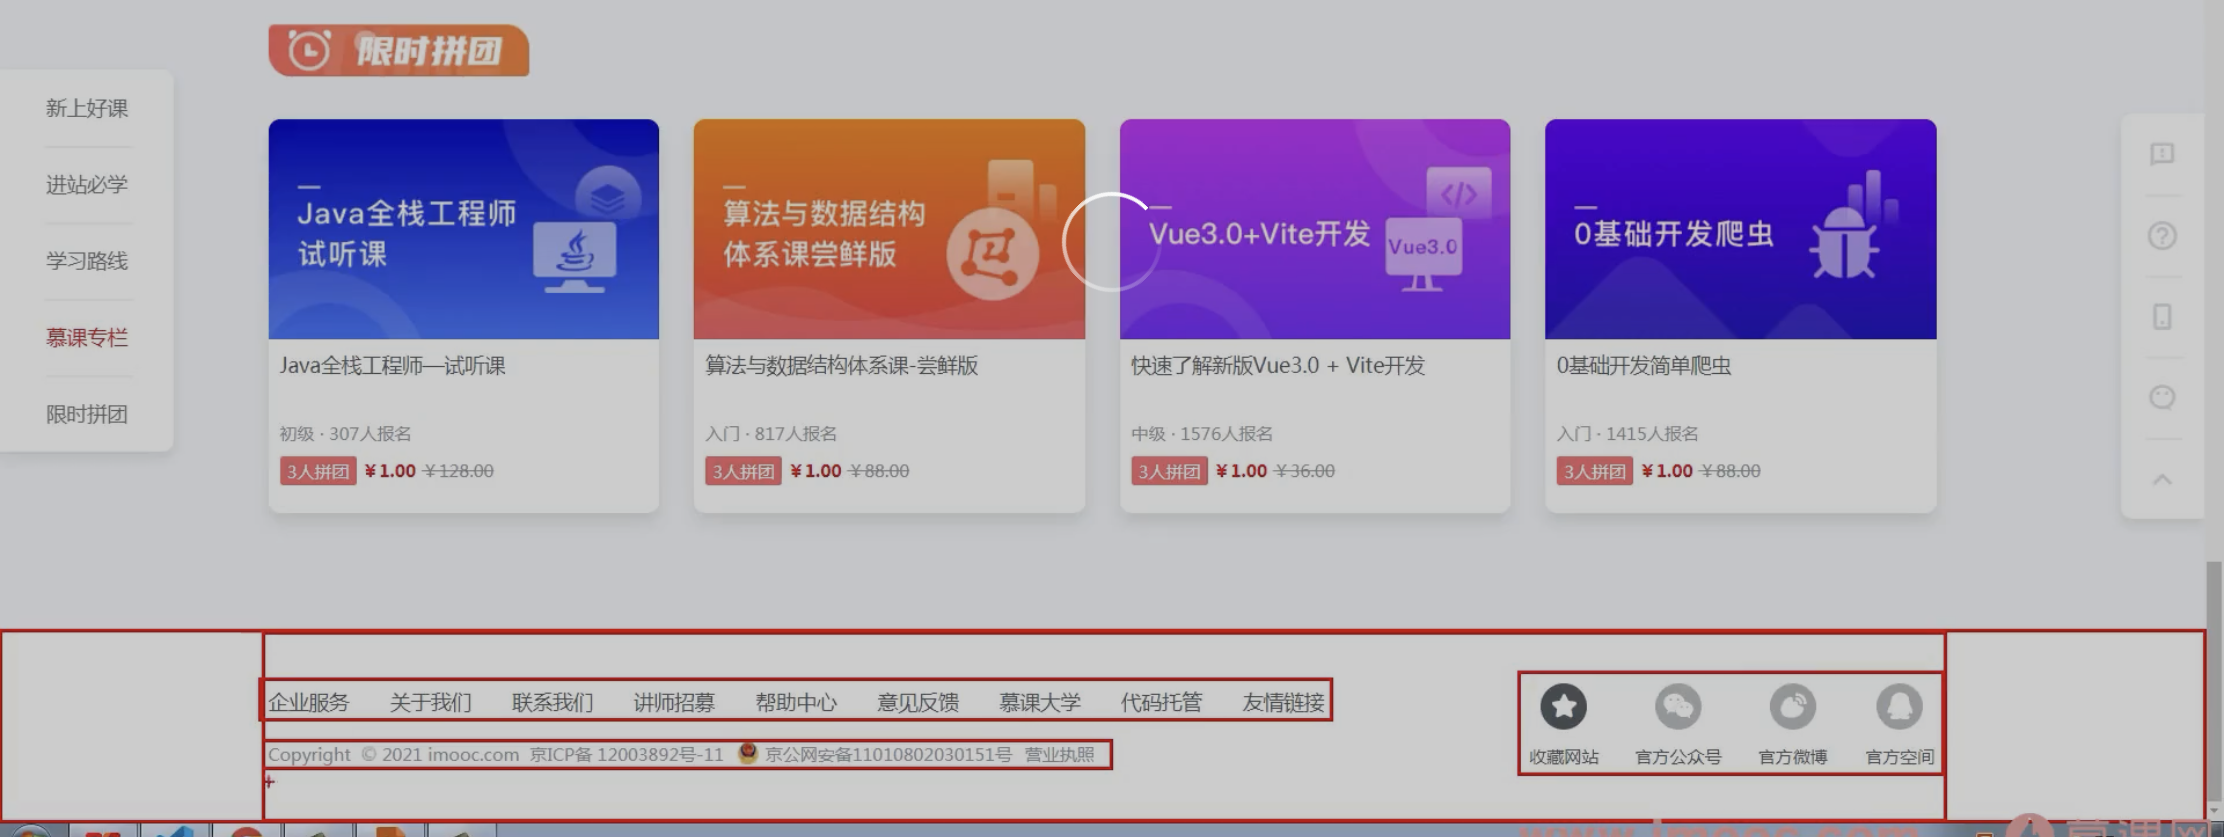 限时拼团
新上好课
进站必学
学习路线
慕课专栏
限时拼团
Java全栈工程师
试听课
Java全栈工程师—试听课
初级 · 307人报名
3人拼团 ¥1.00 ¥128.00
算法与数据结构
体系课尝鲜版
算法与数据结构体系课-尝鲜版
入门 · 817人报名
3人拼团 ¥1.00 ¥88.00
Vue3.0+Vite开发
Vue3.0
快速了解新版Vue3.0 + Vite开发
中级 · 1576人报名
3人拼团 ¥1.00 ¥36.00
0基础开发爬虫
0基础开发简单爬虫
入门 · 1415人报名
3人拼团 ¥1.00 ¥88.00
企业服务 关于我们 联系我们 讲师招募 帮助中心 意见反馈 慕课大学 代码托管 友情链接
Copyright © 2021 imooc.com 京ICP备 12003892号-11 京公网安备11010802030151号 营业执照
收藏网站 官方公众号 官方微博 官方空间